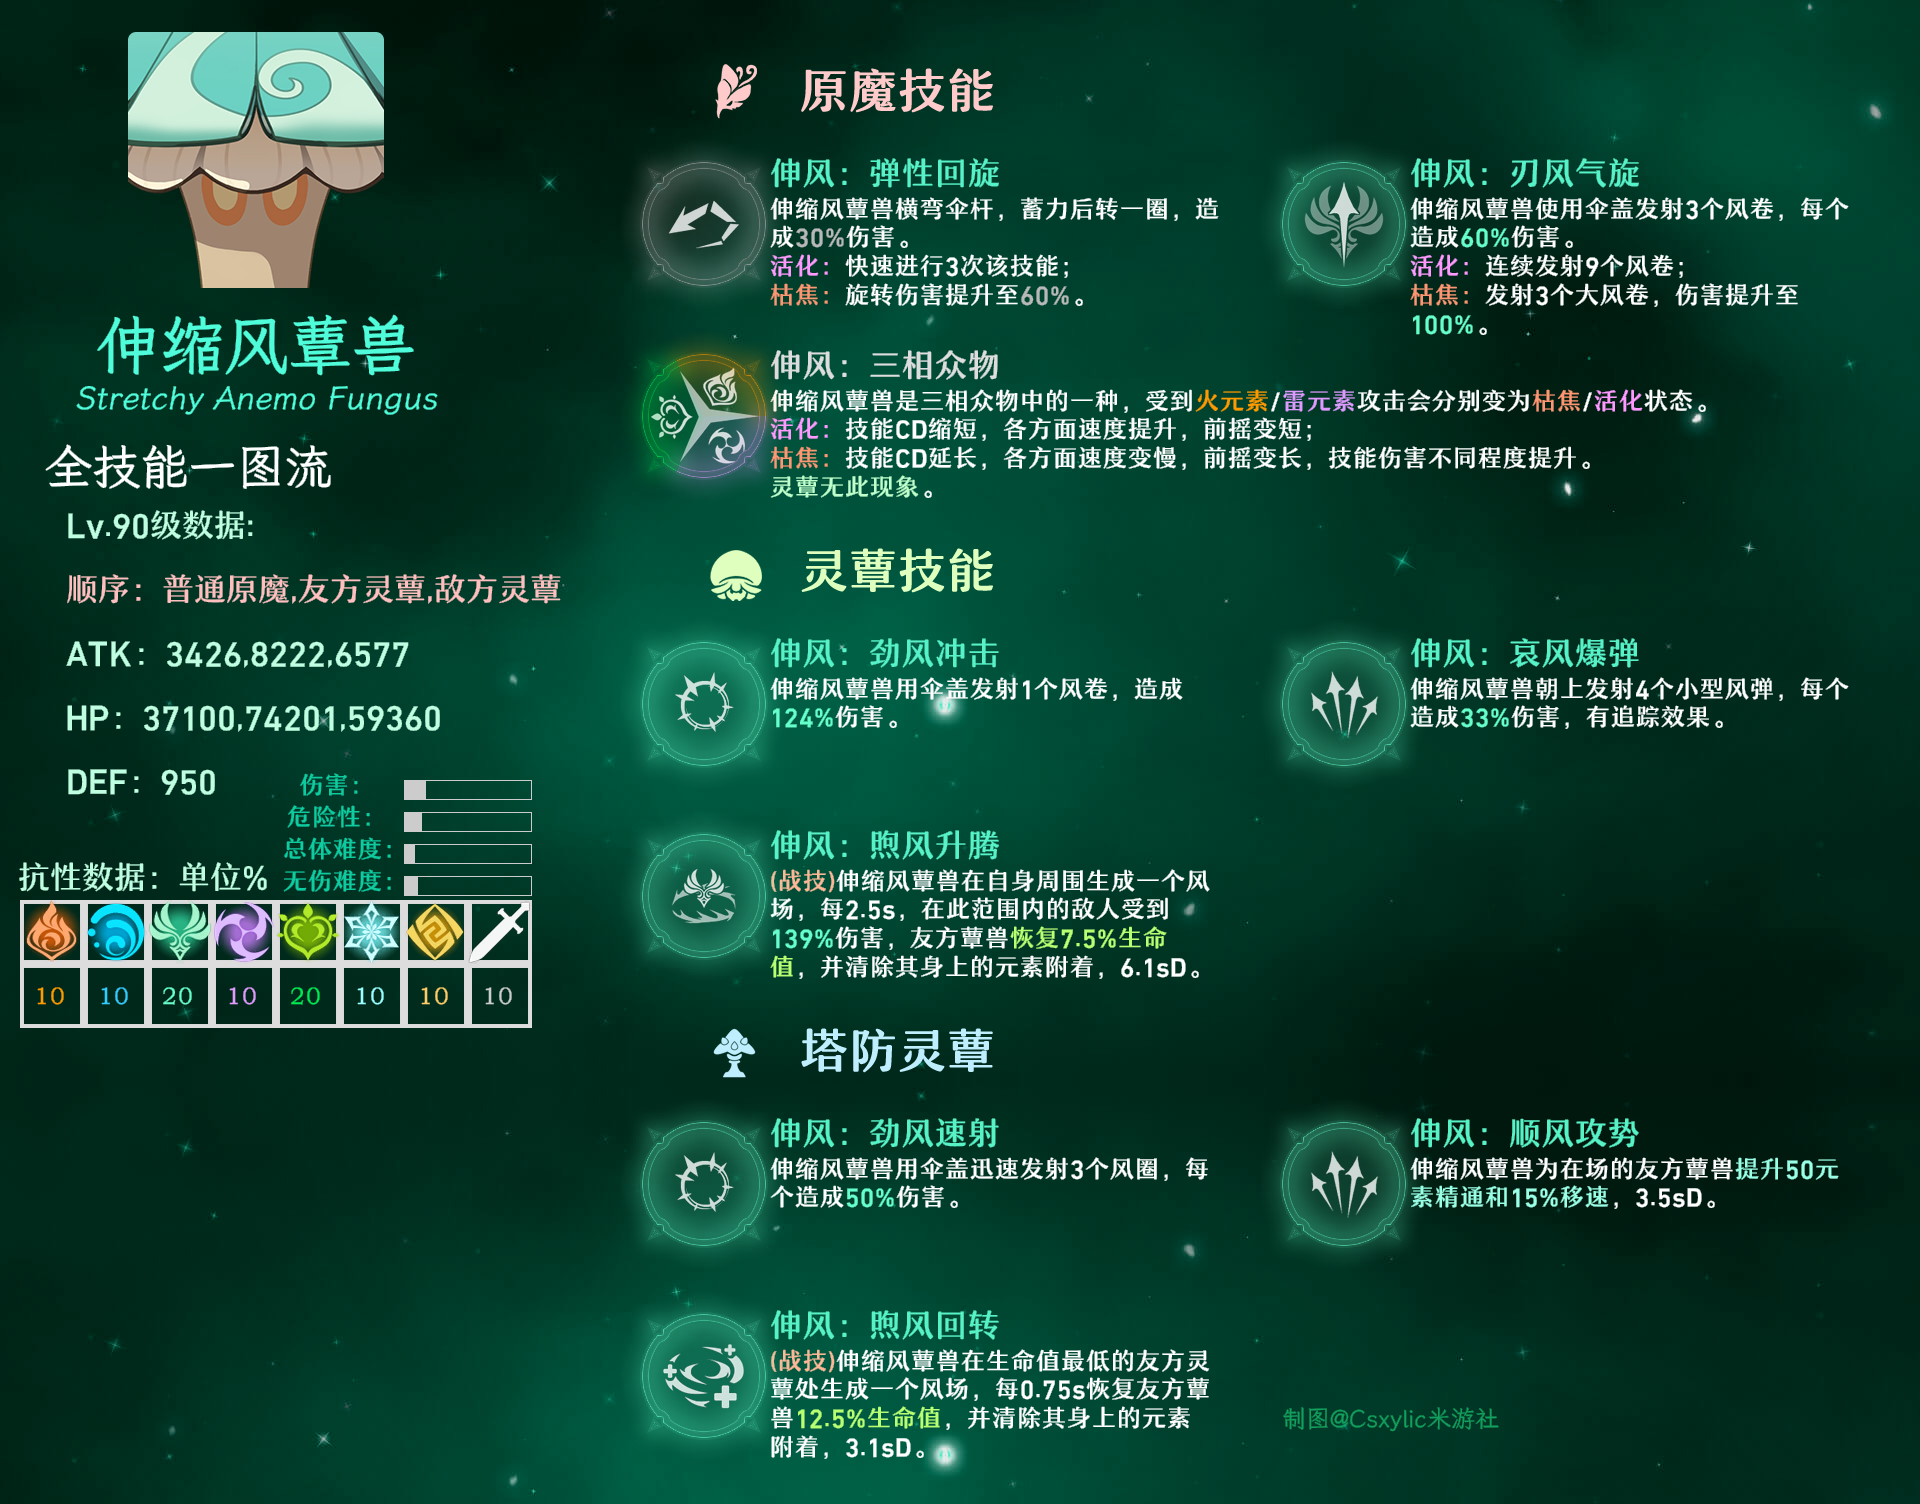 伸缩风蕈兽
Stretchy Anemo Fungus
全技能一图流
Lv.90级数据:
顺序：普通原魔,友方灵蕈,敌方灵蕈
ATK：3426,8222,6577
HP：37100,74201,59360
DEF：950
伤害：
危险性：
总体难度：
无伤难度：
抗性数据：单位%
10 10 20 10 20 10 10 10
原魔技能
伸风：弹性回旋
伸缩风蕈兽横弯伞杆，蓄力后转一圈，造
成30%伤害。
活化：快速进行3次该技能；
枯焦：旋转伤害提升至60%。
伸风：刃风气旋
伸缩风蕈兽使用伞盖发射3个风卷，每个
造成60%伤害。
活化：连续发射9个风卷；
枯焦：发射3个大风卷，伤害提升至
100%。
伸风：三相众物
伸缩风蕈兽是三相众物中的一种，受到火元素/雷元素攻击会分别变为枯焦/活化状态。
活化：技能CD缩短，各方面速度提升，前摇变短；
枯焦：技能CD延长，各方面速度变慢，前摇变长，技能伤害不同程度提升。
灵蕈无此现象。
灵蕈技能
伸风：劲风冲击
伸缩风蕈兽用伞盖发射1个风卷，造成
124%伤害。
伸风：哀风爆弹
伸缩风蕈兽朝上发射4个小型风弹，每个
造成33%伤害，有追踪效果。
伸风：煦风升腾
(战技)伸缩风蕈兽在自身周围生成一个风
场，每2.5s，在此范围内的敌人受到
139%伤害，友方蕈兽恢复7.5%生命
值，并清除其身上的元素附着，6.1sD。
塔防灵蕈
伸风：劲风速射
伸缩风蕈兽用伞盖迅速发射3个风圈，每
个造成50%伤害。
伸风：顺风攻势
伸缩风蕈兽为在场的友方蕈兽提升50元
素精通和15%移速，3.5sD。
伸风：煦风回转
(战技)伸缩风蕈兽在生命值最低的友方灵
蕈处生成一个风场，每0.75s恢复友方蕈
兽12.5%生命值，并清除其身上的元素
附着，3.1sD。
制图@Csxylic米游社